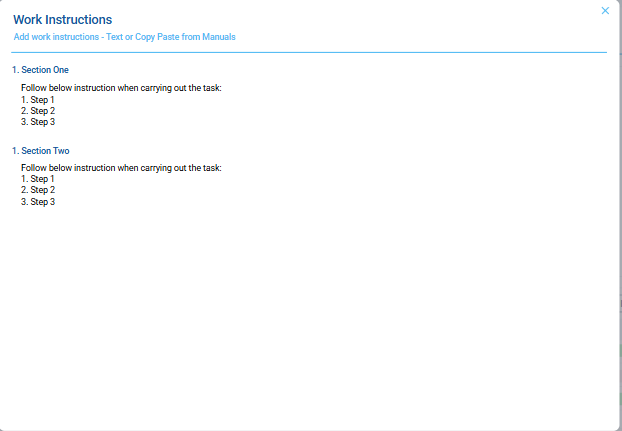 Work Instructions
Add work instructions - Text or Copy Paste from Manuals
1. Section One
Follow below instruction when carrying out the task:
1. Step 1
2. Step 2
3. Step 3
1. Section Two
Follow below instruction when carrying out the task:
1. Step 1
2. Step 2
3. Step 3